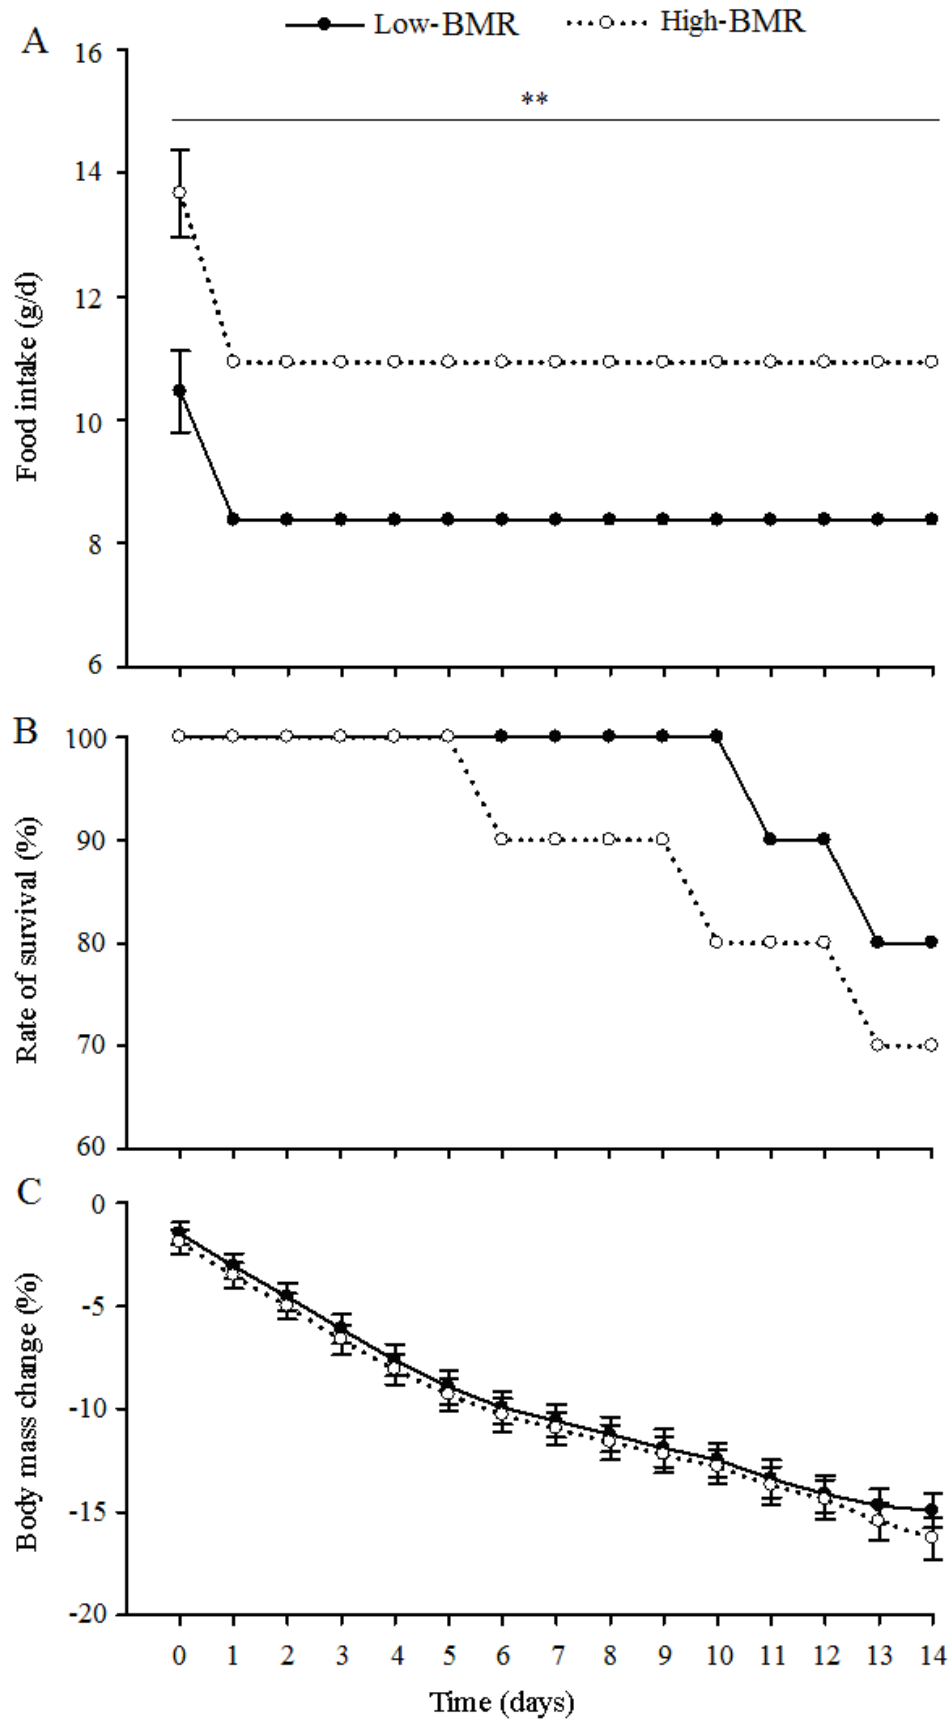 A
Low-BMR
High-BMR
**
16
14
12
10
8
6
Food intake (g/d)
B
100
90
80
70
60
Rate of survival (%)
C
0
-5
-10
-15
-20
Body mass change (%)
0 1 2 3 4 5 6 7 8 9 10 11 12 13 14
Time (days)